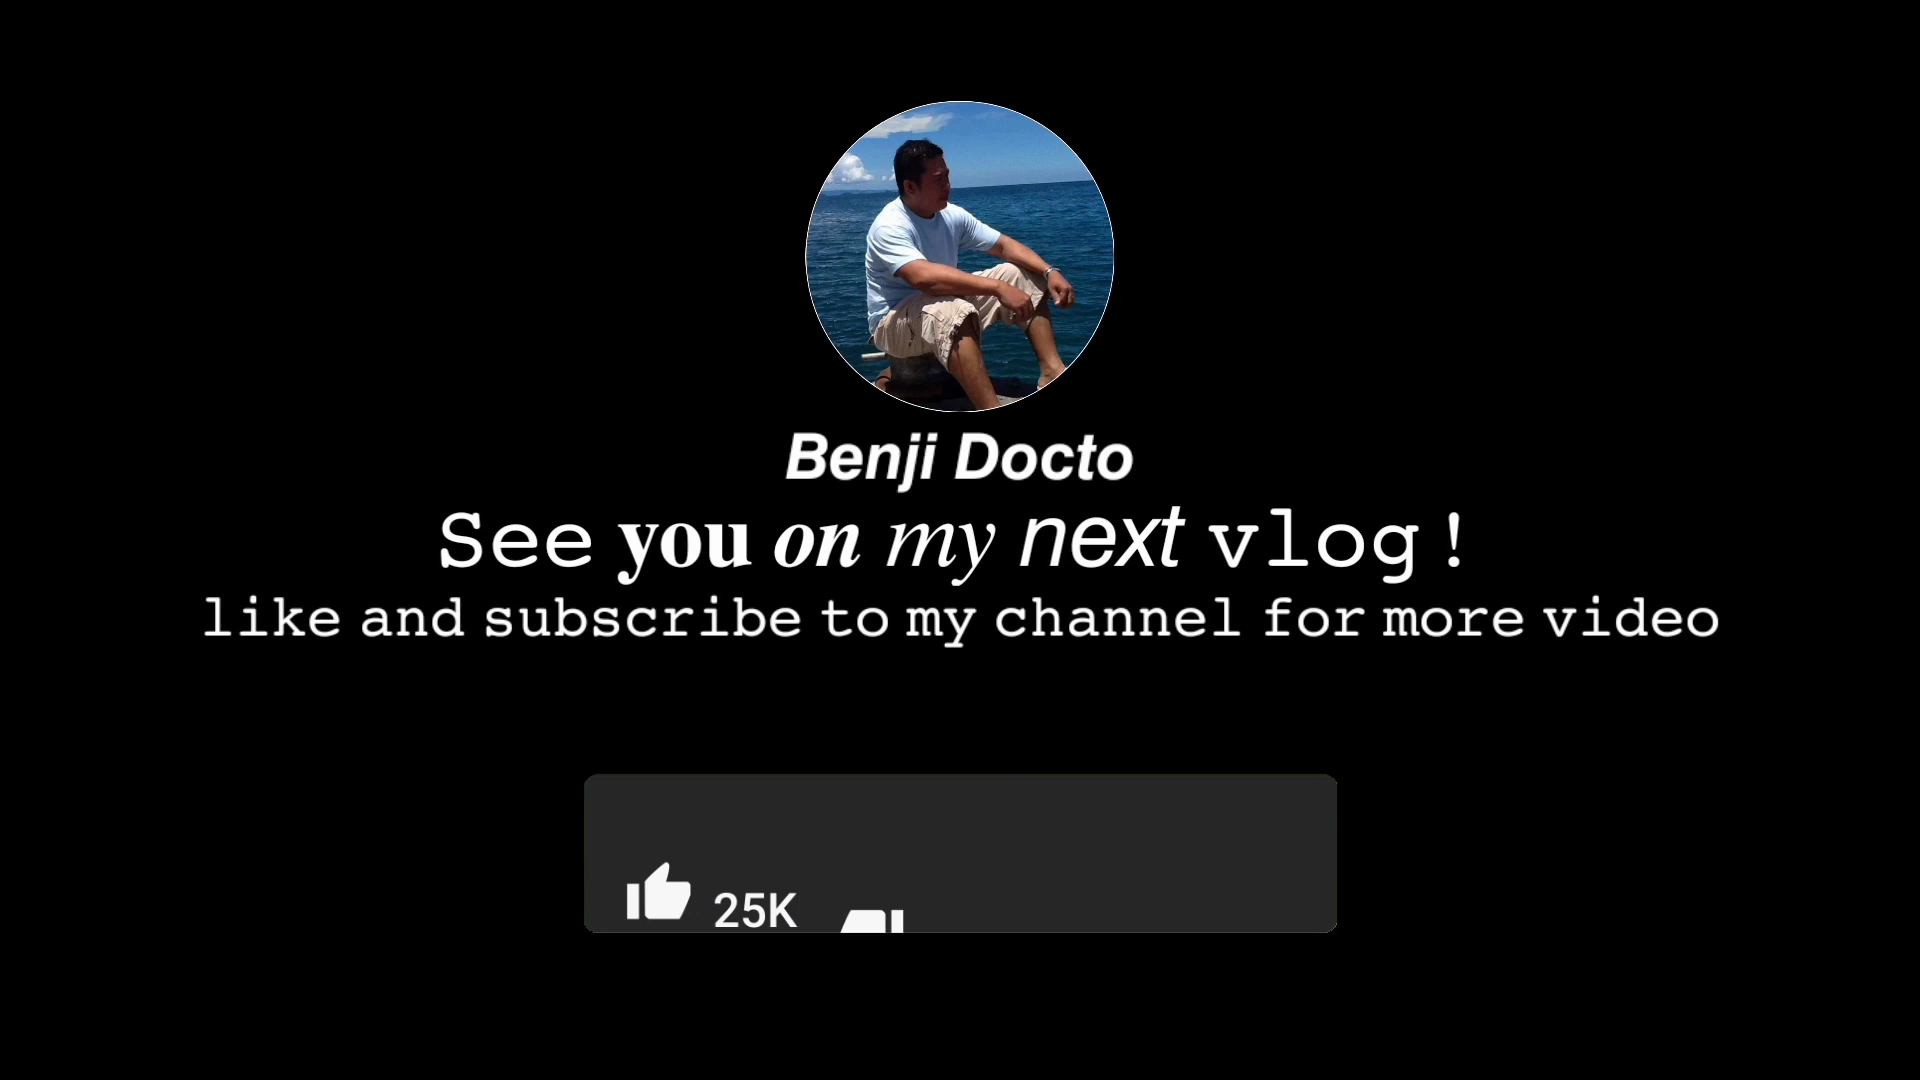 Benji Docto
See you on my next vlog!
like and subscribe to my channel for more video
25K